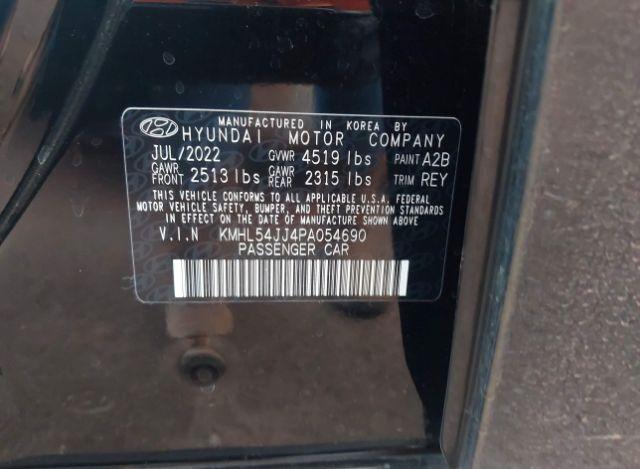 MANUFACTURED IN KOREA BY
HYUNDAI MOTOR COMPANY
JUL/2022 GVWR 4519 lbs PAINT A2B
GAWR FRONT 2513 lbs GAWR REAR 2315 lbs TRIM REY
THIS VEHICLE CONFORMS TO ALL APPLICABLE U.S.A. FEDERAL
MOTOR VEHICLE SAFETY, BUMPER, AND THEFT PREVENTION STANDARDS
IN EFFECT ON THE DATE OF MANUFACTURE SHOWN ABOVE
V.I.N KMHL54JJ4PA054690
PASSENGER CAR